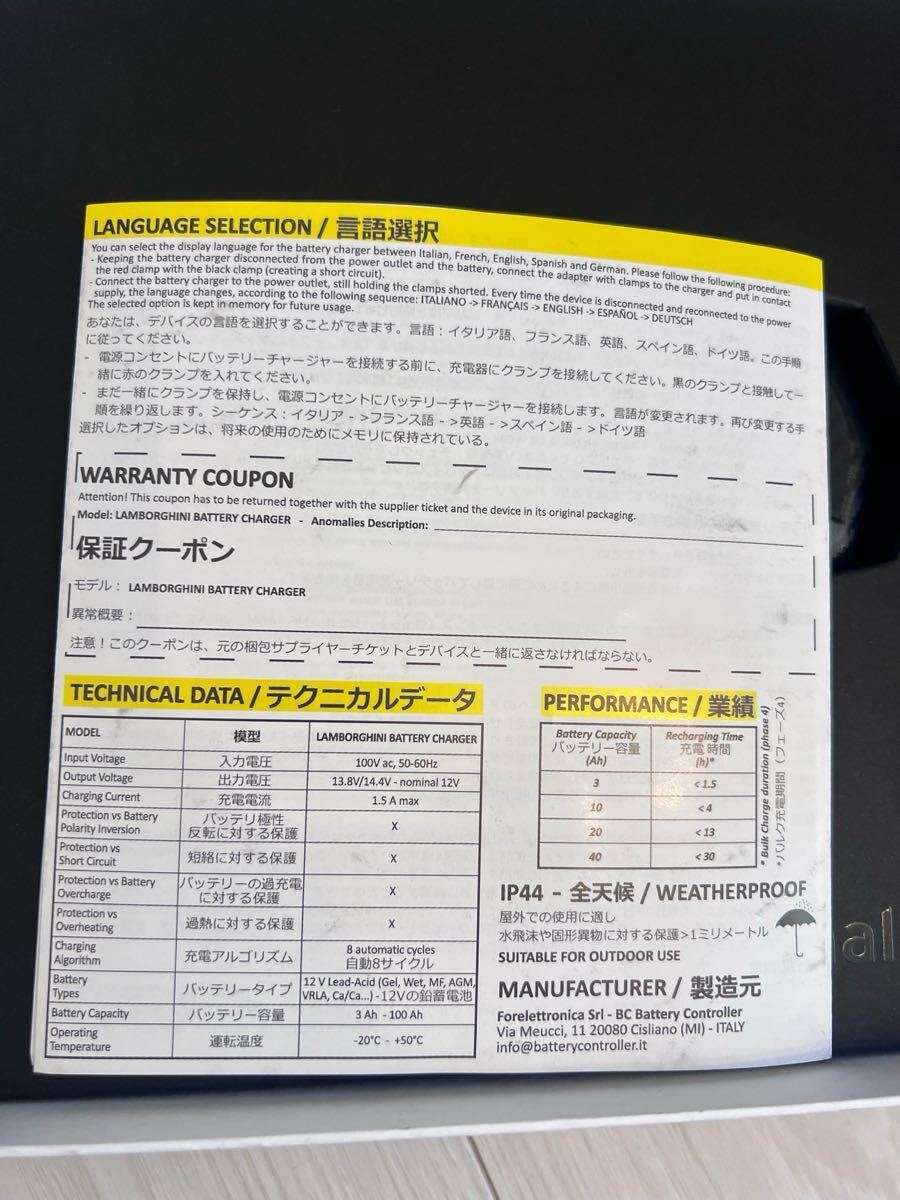 LANGUAGE SELECTION / 言語選択
You can select the display language for the battery charger between Italian, French, English, Spanish and German. Please follow the following procedure:
- Keeping the battery charger disconnected from the power outlet and the battery, connect the adapter with clamps to the charger and put in contact
the red clamp with the black clamp (creating a short circuit).
- Connect the battery charger to the power outlet, still holding the clamps shorted. Every time the device is disconnected and reconnected to the power
supply, the language changes, according to the following sequence: ITALIANO -> FRANÇAIS -> ENGLISH -> ESPAÑOL -> DEUTSCH
The selected option is kept in memory for future usage.
あなたは、デバイスの言語を選択することができます。言語：イタリア語、フランス語、英語、スペイン語、ドイツ語。この手順
に従ってください。
- 電源コンセントにバッテリーチャージャーを接続する前に、充電器にクランプを接続してください。黒のクランプと接触して一
緒に赤のクランプを入れてください。
- まだ一緒にクランプを保持し、電源コンセントにバッテリーチャージャーを接続します。言語が変更されます。再び変更する手
順を繰り返します。シーケンス：イタリア - >フランス語 - >英語 - >スペイン語 - >ドイツ語
選択したオプションは、将来の使用のためにメモリに保持されている。
WARRANTY COUPON
Attention! This coupon has to be returned together with the supplier ticket and the device in its original packaging.
Model: LAMBORGHINI BATTERY CHARGER - Anomalies Description:
保証クーポン
モデル： LAMBORGHINI BATTERY CHARGER
異常概要：
注意！このクーポンは、元の梱包サプライヤーチケットとデバイスと一緒に返さなければならない。
TECHNICAL DATA / テクニカルデータ
MODEL 模型 LAMBORGHINI BATTERY CHARGER
Input Voltage 入力電圧 100V ac, 50-60Hz
Output Voltage 出力電圧 13.8V/14.4V - nominal 12V
Charging Current 充電電流 1.5 A max
Protection vs Battery
Polarity Inversion
バッテリ極性
反転に対する保護
X
Protection vs
Short Circuit
短絡に対する保護
X
Protection vs Battery
Overcharge
バッテリーの過充電
に対する保護
X
Protection vs
Overheating
過熱に対する保護
X
Charging
Algorithm
充電アルゴリズム
8 automatic cycles
自動8サイクル
Battery
Types
バッテリータイプ
12 V Lead-Acid (Gel, Wet, MF, AGM,
VRLA, Ca/Ca...) - 12Vの鉛蓄電池
Battery Capacity バッテリー容量 3 Ah - 100 Ah
Operating
Temperature
運転温度
-20°C - +50°C
PERFORMANCE / 業績
Battery Capacity
バッテリー容量
(Ah)
Recharging Time
充電 時間
(h)*
3 < 1.5
10 < 4
20 < 13
40 < 30
* Bulk Charge duration (phase 4)
*バルク充電期間（フェーズ4）
IP44 - 全天候 / WEATHERPROOF
屋外での使用に適し
水飛沫や固形異物に対する保護>1ミリメートル
SUITABLE FOR OUTDOOR USE
MANUFACTURER / 製造元
Forelettronica Srl - BC Battery Controller
Via Meucci, 11 20080 Cisliano (MI) - ITALY
info@batterycontroller.it
al